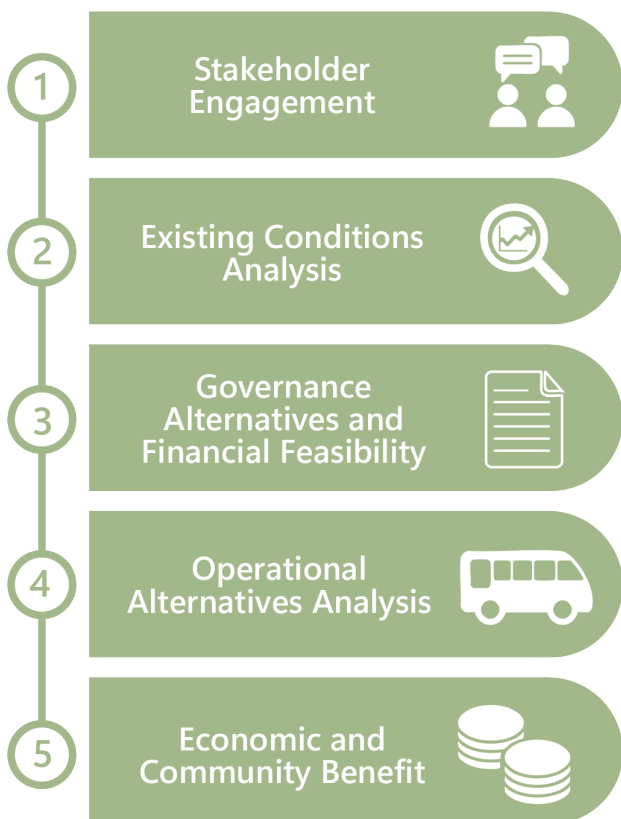 1
Stakeholder
Engagement
2
Existing Conditions
Analysis
3
Governance
Alternatives and
Financial Feasibility
4
Operational
Alternatives Analysis
5
Economic and
Community Benefit